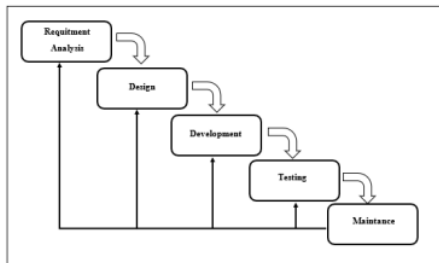 Requitment
Analysis
Design
Development
Testing
Maintance